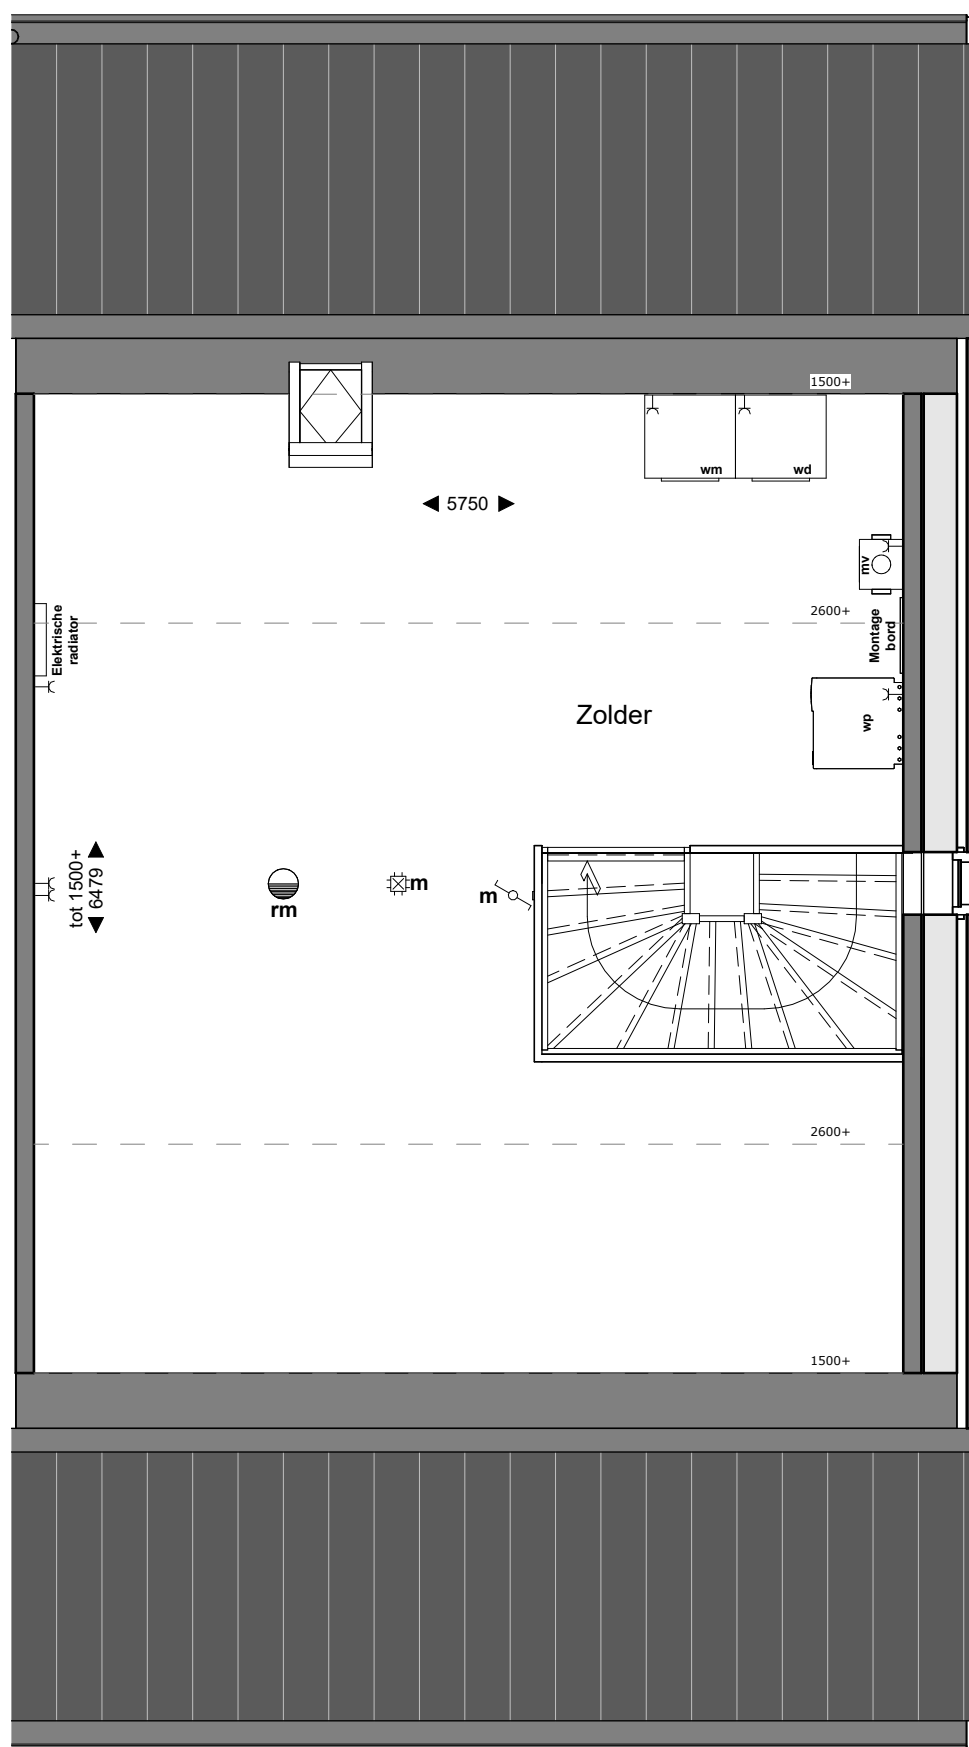 1500+
wm
wd
5750
mv
2600+
Elektrische
radiator
Montage
bord
Zolder
wp
tot 1500+
6479
rm
m
m
2600+
1500+